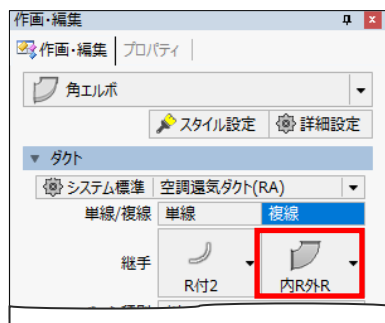 作画・編集
作画・編集 プロパティ
角エルボ
スタイル設定 詳細設定
ダクト
システム標準 空調還気ダクト(RA)
単線/複線 単線 複線
継手
R付2 内R外R